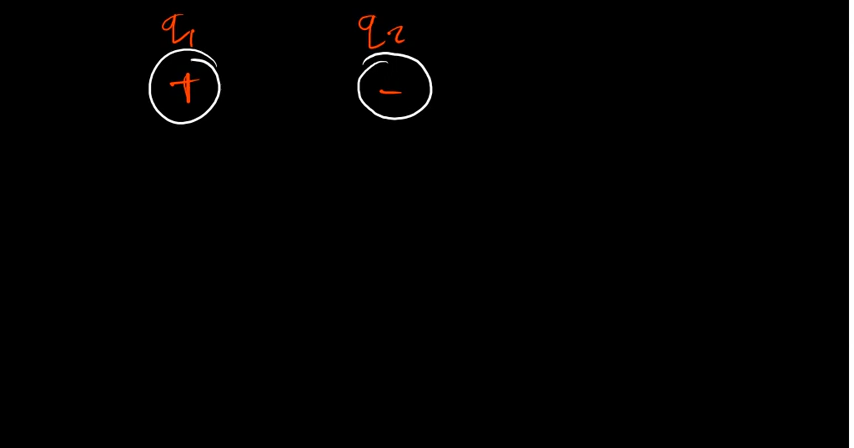 q₁ q₂
+ -